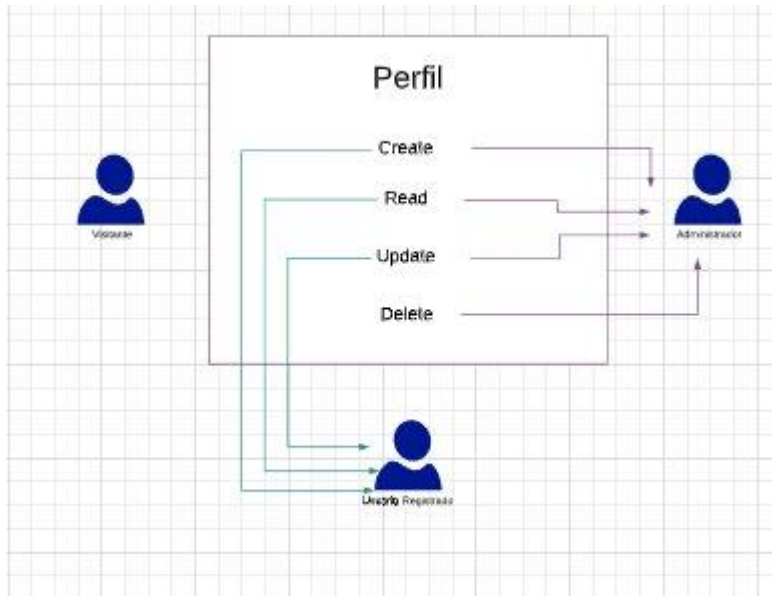 Perfil
Create
Read
Visitante
Administrador
Update
Delete
Registrado